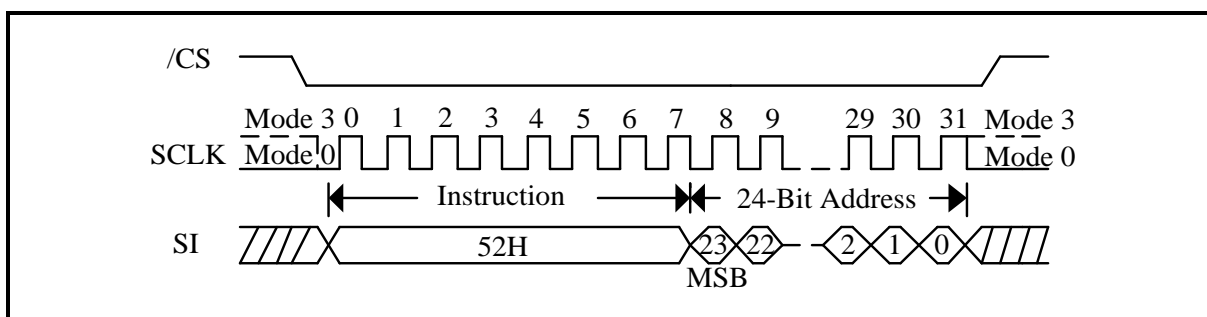 /CS
Mode 3 0 1 2 3 4 5 6 7 8 9 29 30 31 Mode 3
SCLK Mode 0 Mode 0
Instruction 24-Bit Address
SI 52H 23 22 2 1 0
MSB